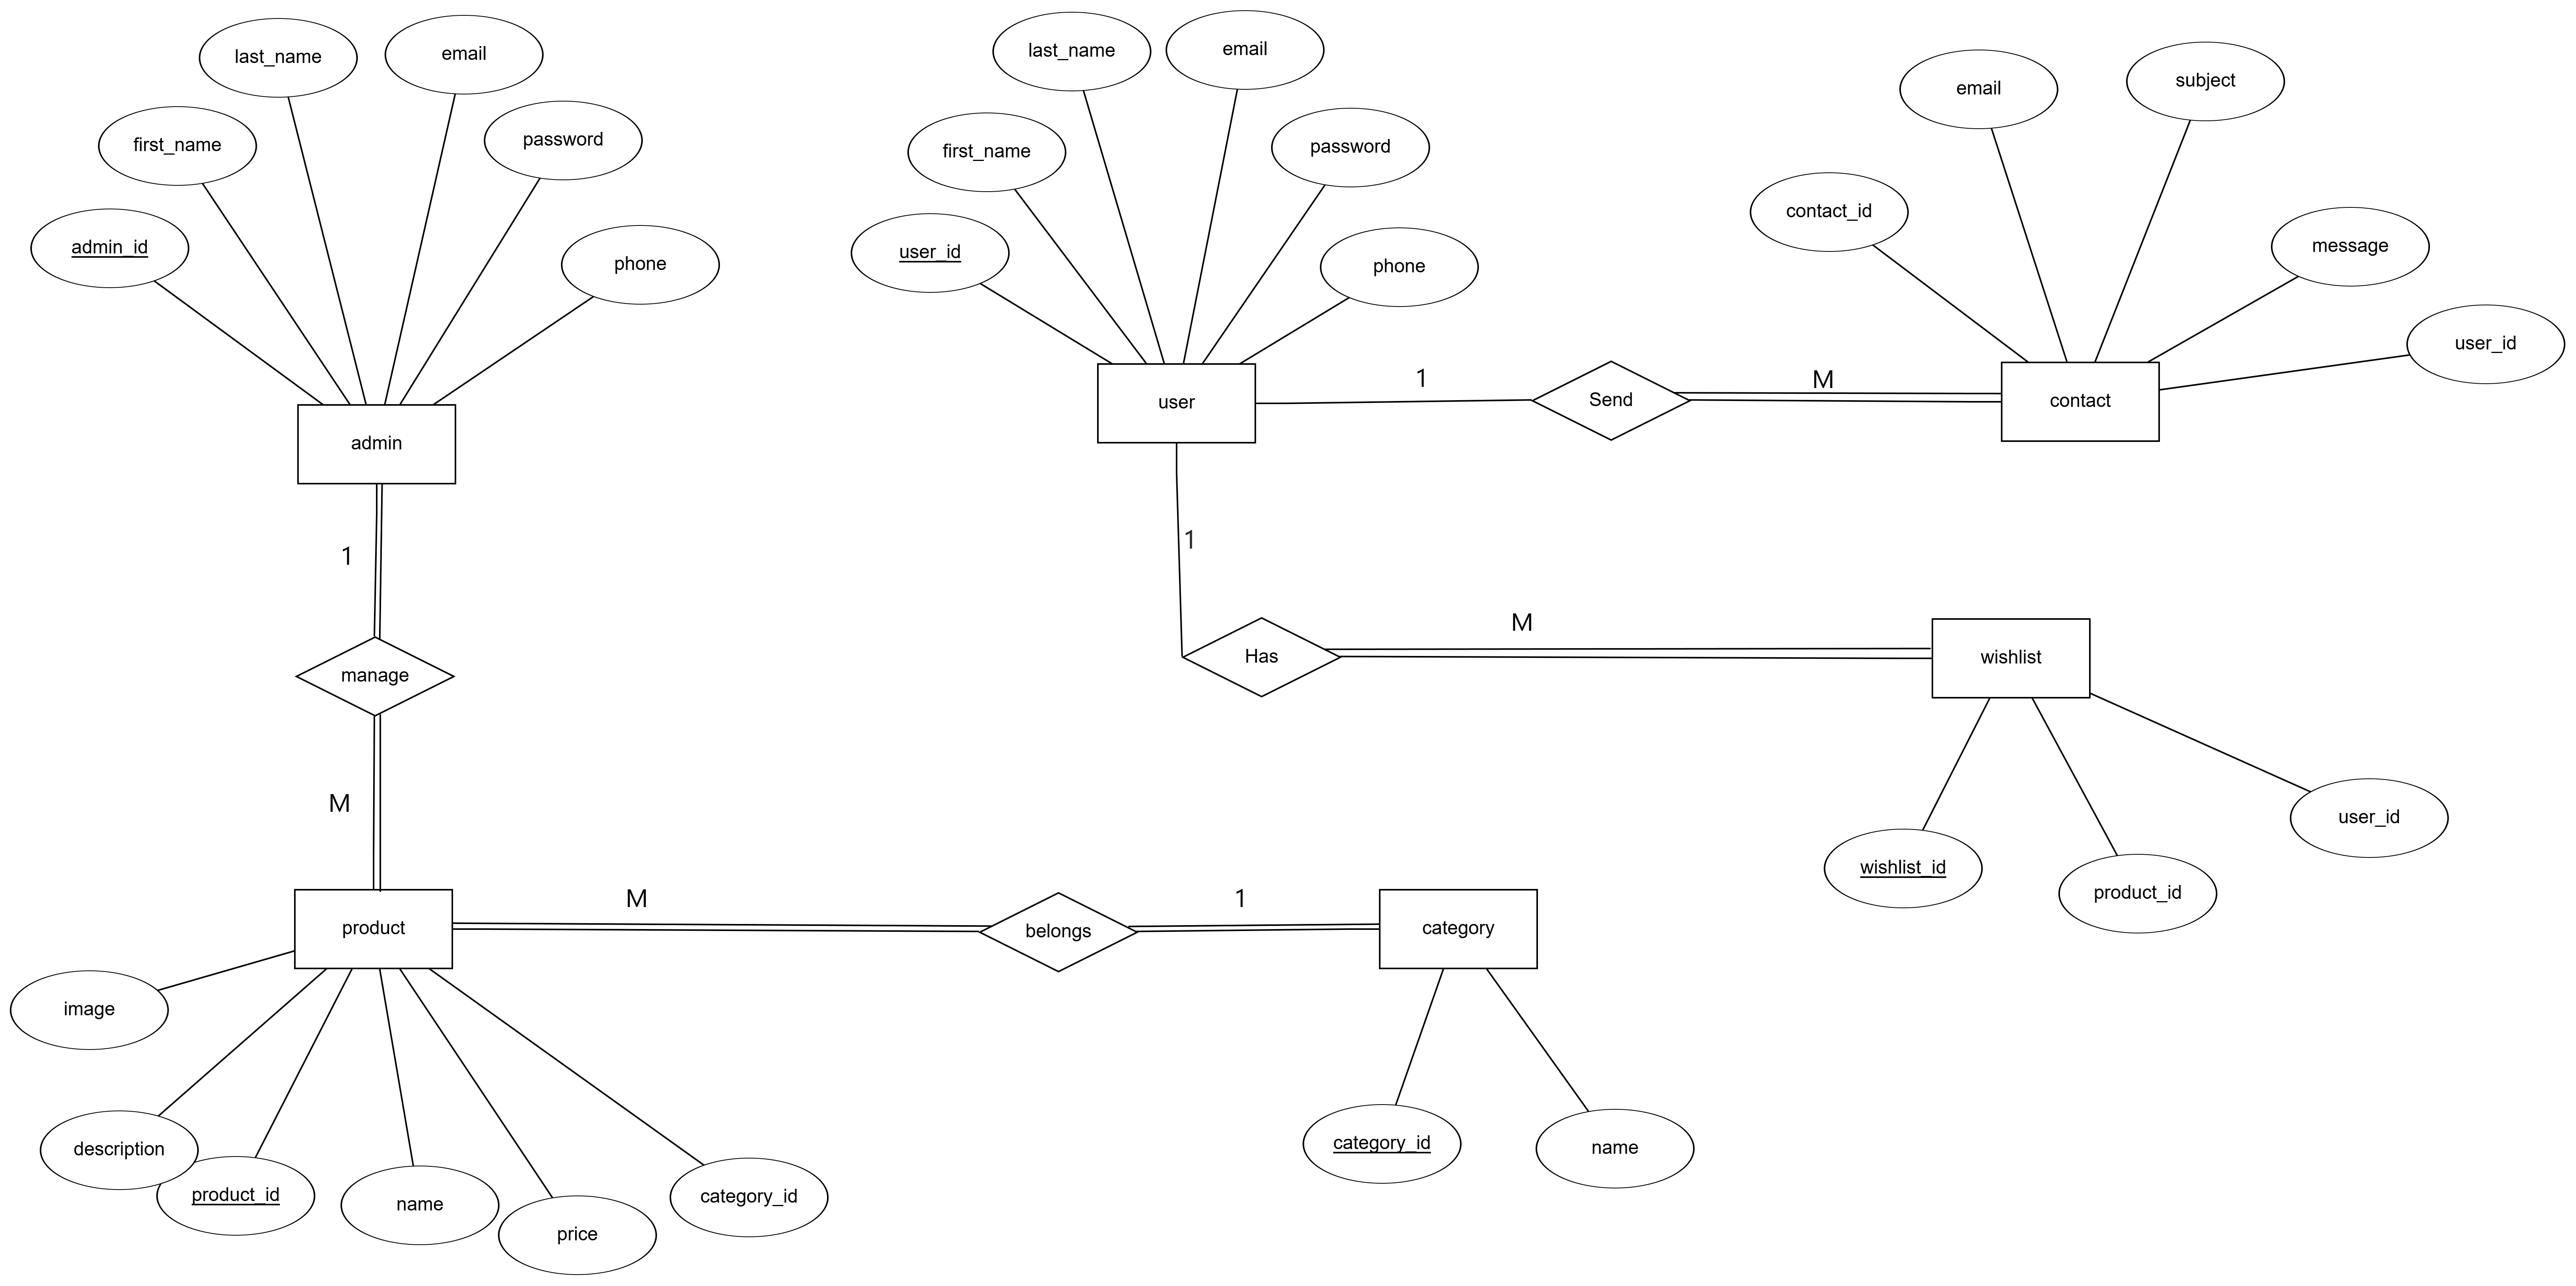 last_name
email
first_name
password
admin_id
phone
admin
1
manage
M
product
image
description
product_id
name
price
category_id
M
belongs
1
category
category_id
name
last_name
email
first_name
password
user_id
phone
user
1
Send
M
contact
email
subject
contact_id
message
user_id
1
Has
M
wishlist
wishlist_id
product_id
user_id